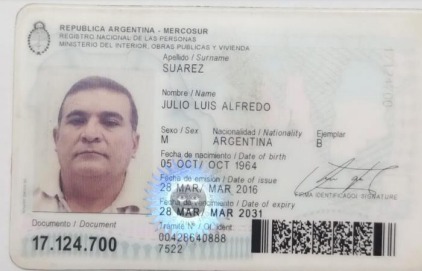 REPUBLICA ARGENTINA - MERCOSUR
REGISTRO NACIONAL DE LAS PERSONAS
MINISTERIO DEL INTERIOR, OBRAS PUBLICAS Y VIVIENDA
Apellido / Surname
SUAREZ
Nombre / Name
JULIO LUIS ALFREDO
Sexo / Sex Nacionalidad / Nationality Ejemplar
M ARGENTINA B
Fecha de nacimiento / Date of birth
05 OCT/ OCT 1964
Fecha de emisión / Date of issue
28 MAR/ MAR 2016
Fecha de vencimiento / Date of expiry
28 MAR/ MAR 2031
FIRMA CERTIFICADO/ SIGNATURE
Documento / Document
17.124.700
Trámite Nº / Of. ident.
00426640888
7522